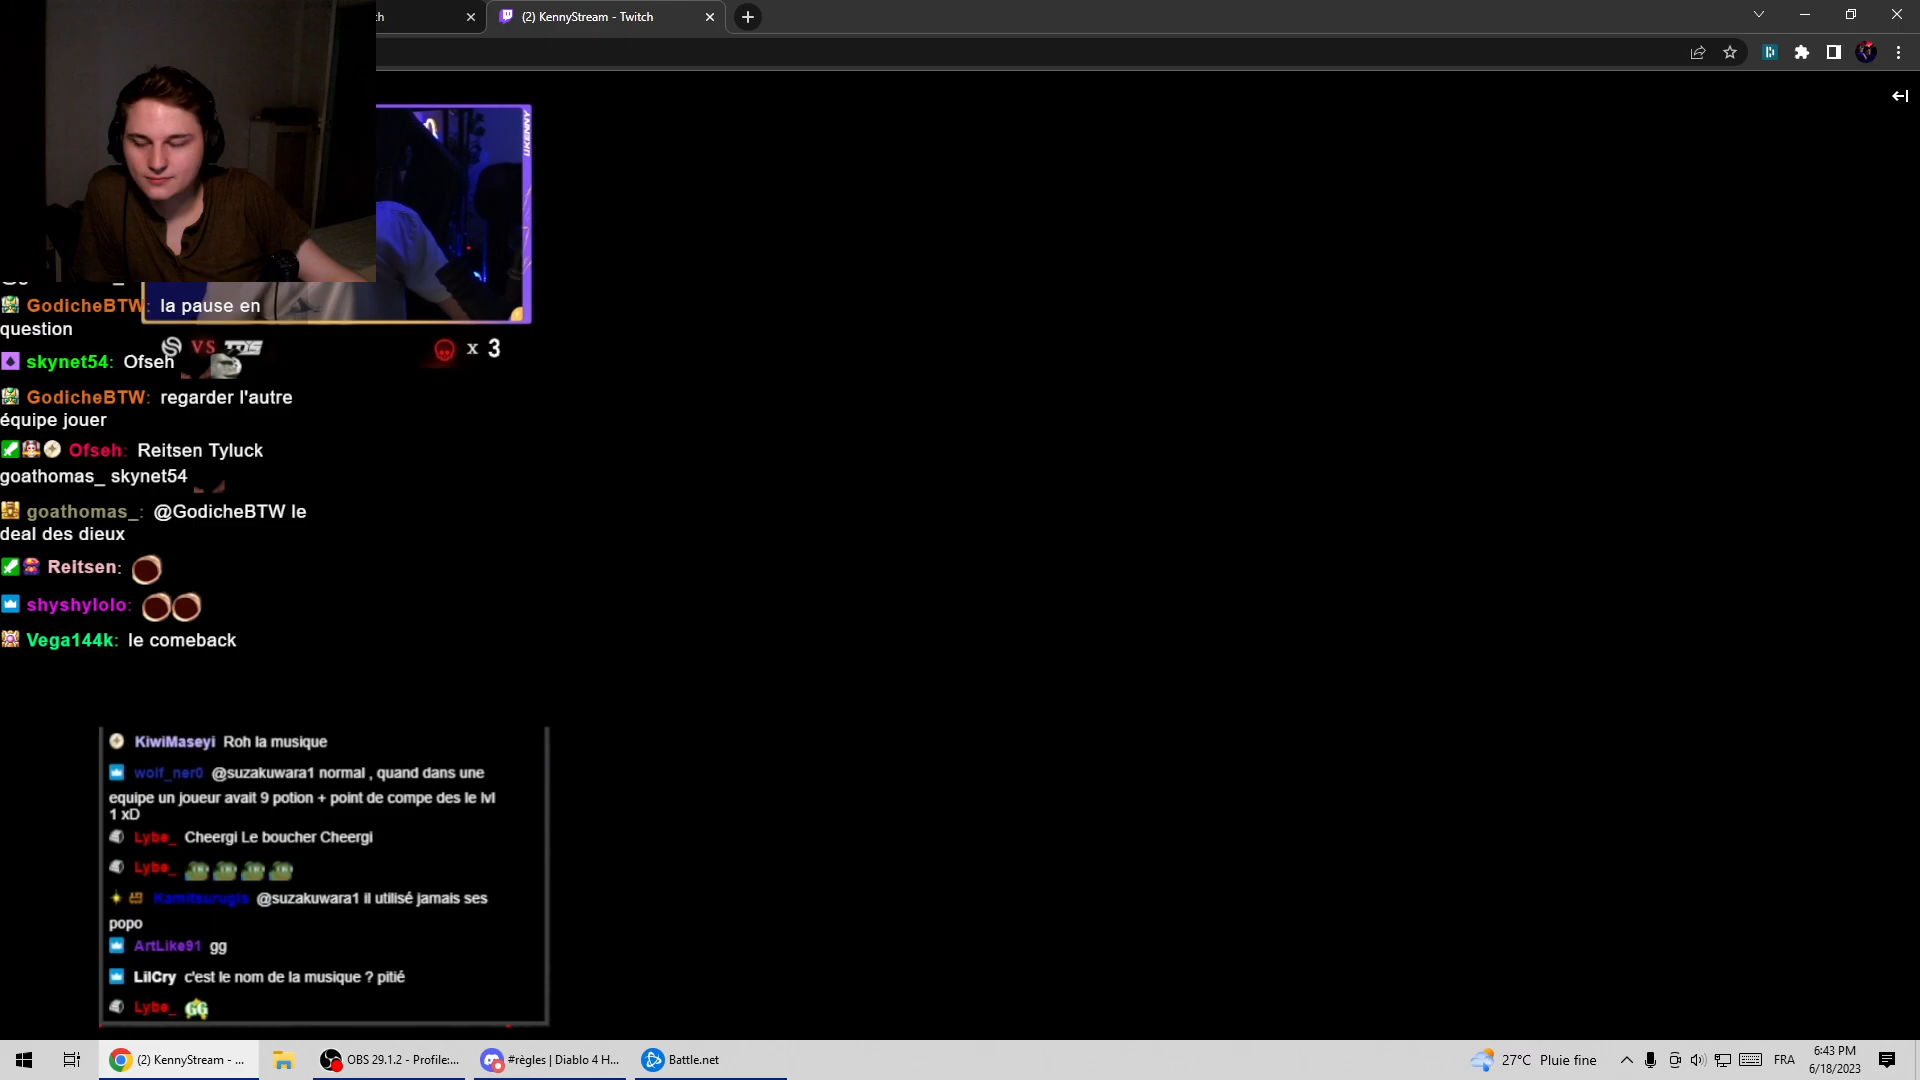 ch
(2) KennyStream - Twitch
GodicheBTW: la pause en
question
VS
x 3
skynet54: Ofseh
GodicheBTW: regarder l'autre
équipe jouer
Ofseh: Reitsen Tyluck
goathomas_ skynet54
goathomas_: @GodicheBTW le
deal des dieux
Reitsen:
shyshylolo:
Vega144k: le comeback
KiwiMaseyi Roh la musique
wolf_ner0 @suzakuwara1 normal , quand dans une
equipe un joueur avait 9 potion + point de compe des le lvl
1 xD
Lybe_ Cheergi Le boucher Cheergi
Lybe_
Kamitsurugis @suzakuwara1 il utilisé jamais ses
popo
ArtLike91 gg
LilCry c'est le nom de la musique ? pitié
Lybe_ GG
(2) KennyStream - ...
OBS 29.1.2 - Profile:...
#règles | Diablo 4 H...
Battle.net
27°C Pluie fine
FRA
6:43 PM
6/18/2023